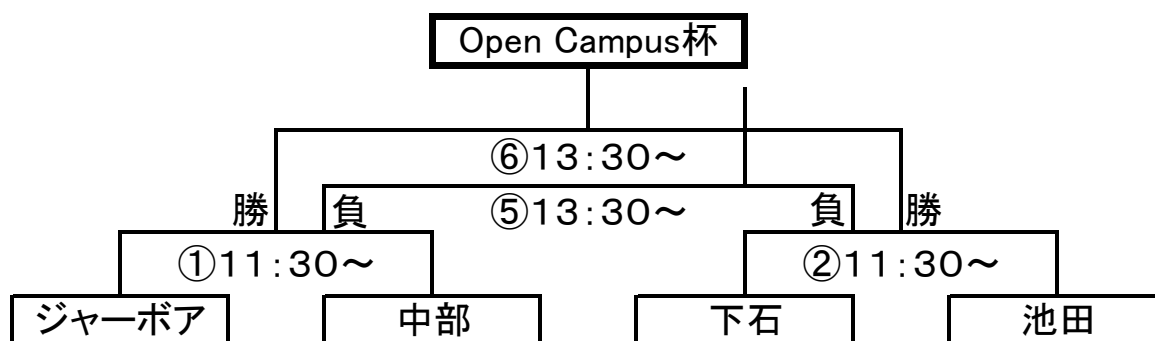 Open Campus杯
⑥13:30～
勝 負 ⑤13:30～ 負 勝
①11:30～ ②11:30～
ジャーボア 中部 下石 池田